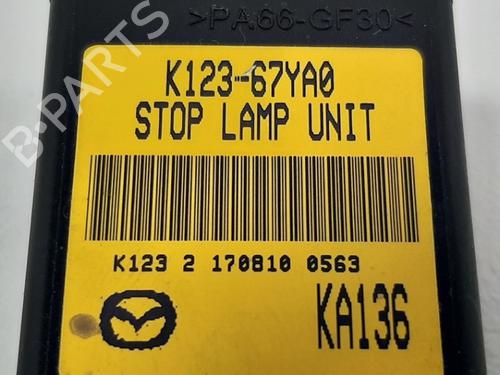 >PA66-GF30<
B-PARTS
K123-67YA0
STOP LAMP UNIT
K123 2 170810 0563
KA136